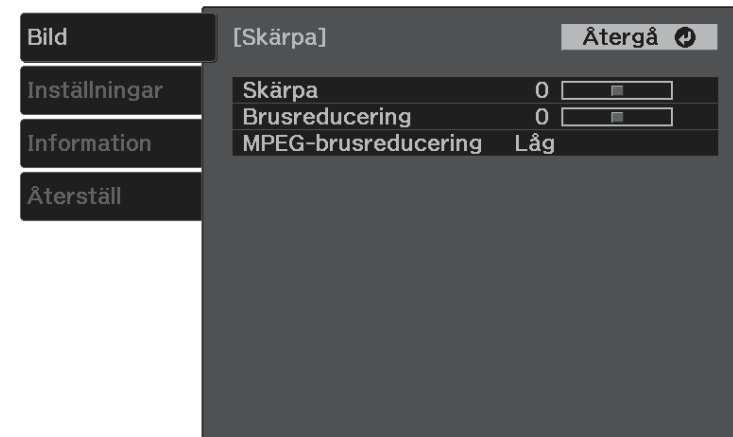 Bild
Inställningar
Information
Återställ
[Skärpa]
Återgå
Skärpa 0
Brusreducering 0
MPEG-brusreducering Låg